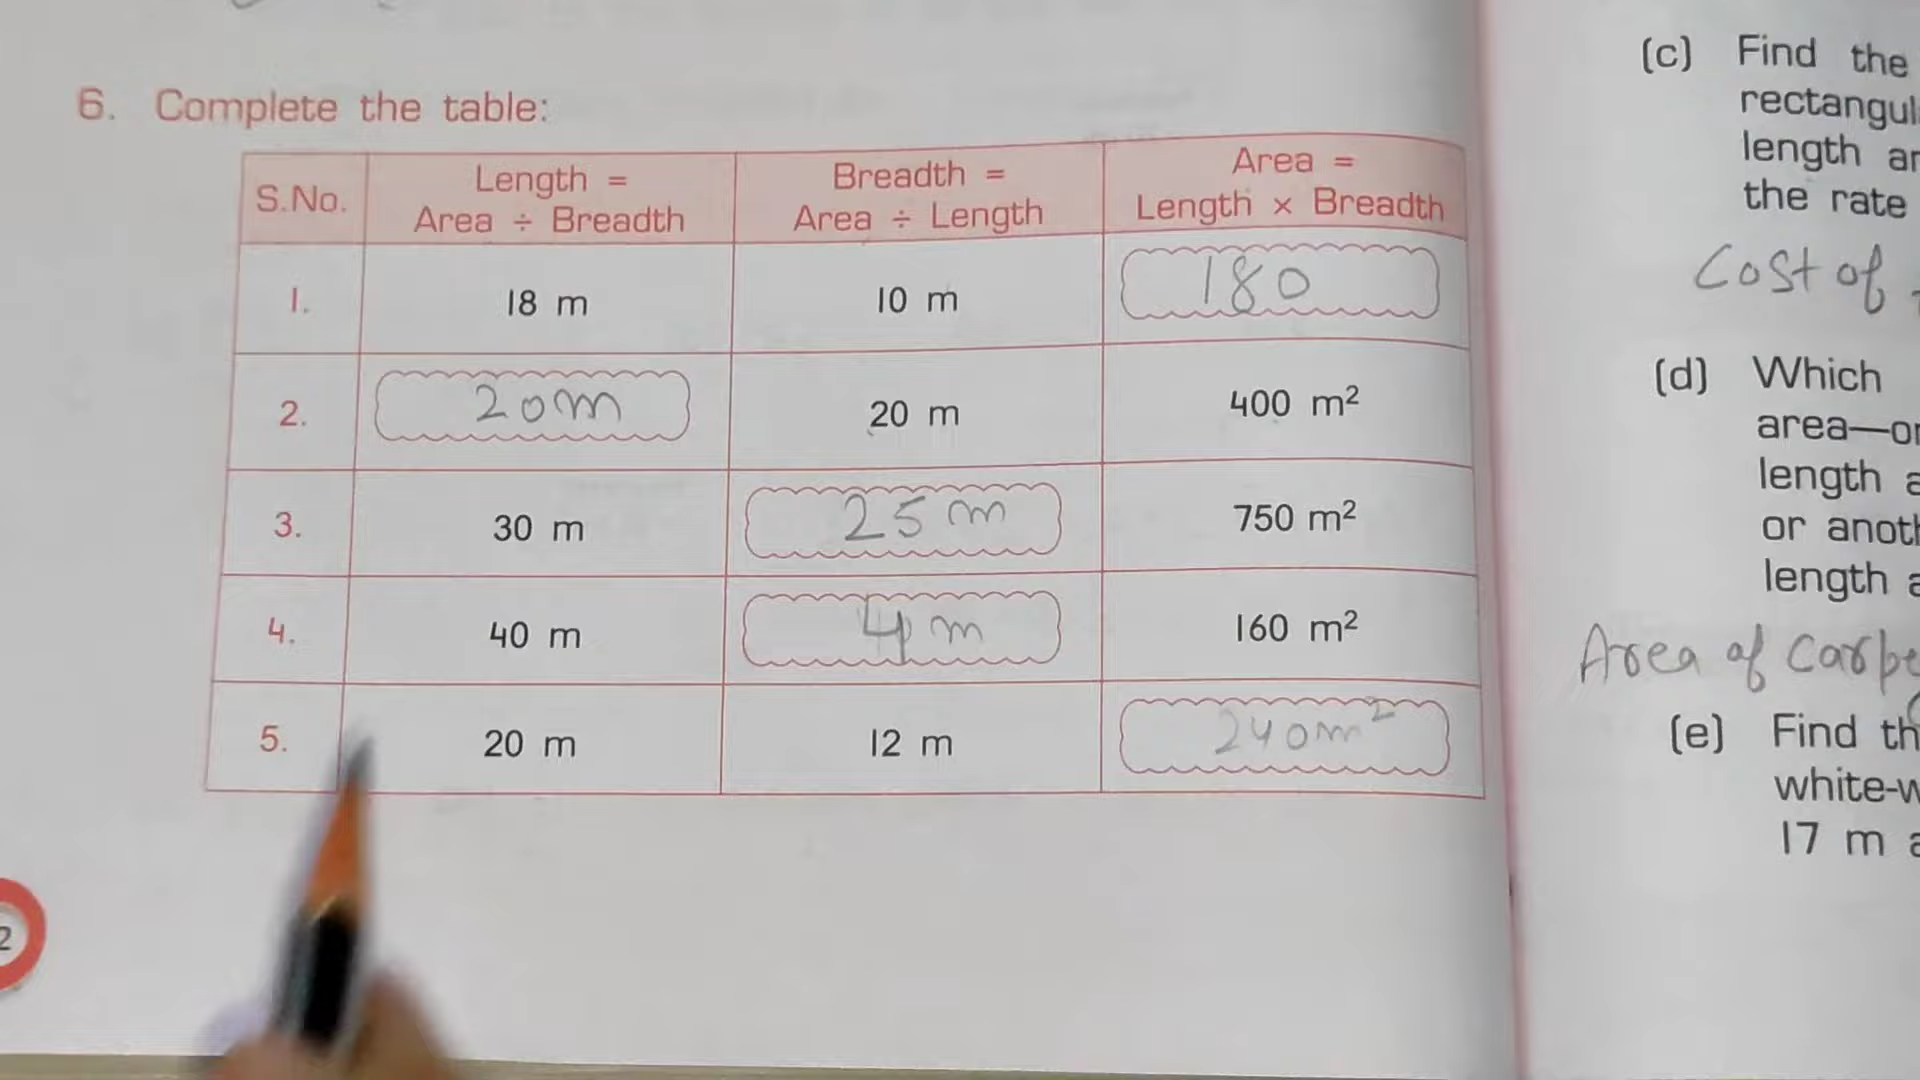 6. Complete the table:
S.No. Length = Area ÷ Breadth Breadth = Area ÷ Length Area = Length × Breadth
1. 18 m 10 m 180
2. 20m 20 m 400 m²
3. 30 m 25 m 750 m²
4. 40 m 4 m 160 m²
5. 20 m 12 m 240m²
2
(c) Find the
rectangul
length ar
the rate
Cost of
(d) Which
area—or
length a
or anoth
length a
Area of carpe
(e) Find th
white-w
17 m a